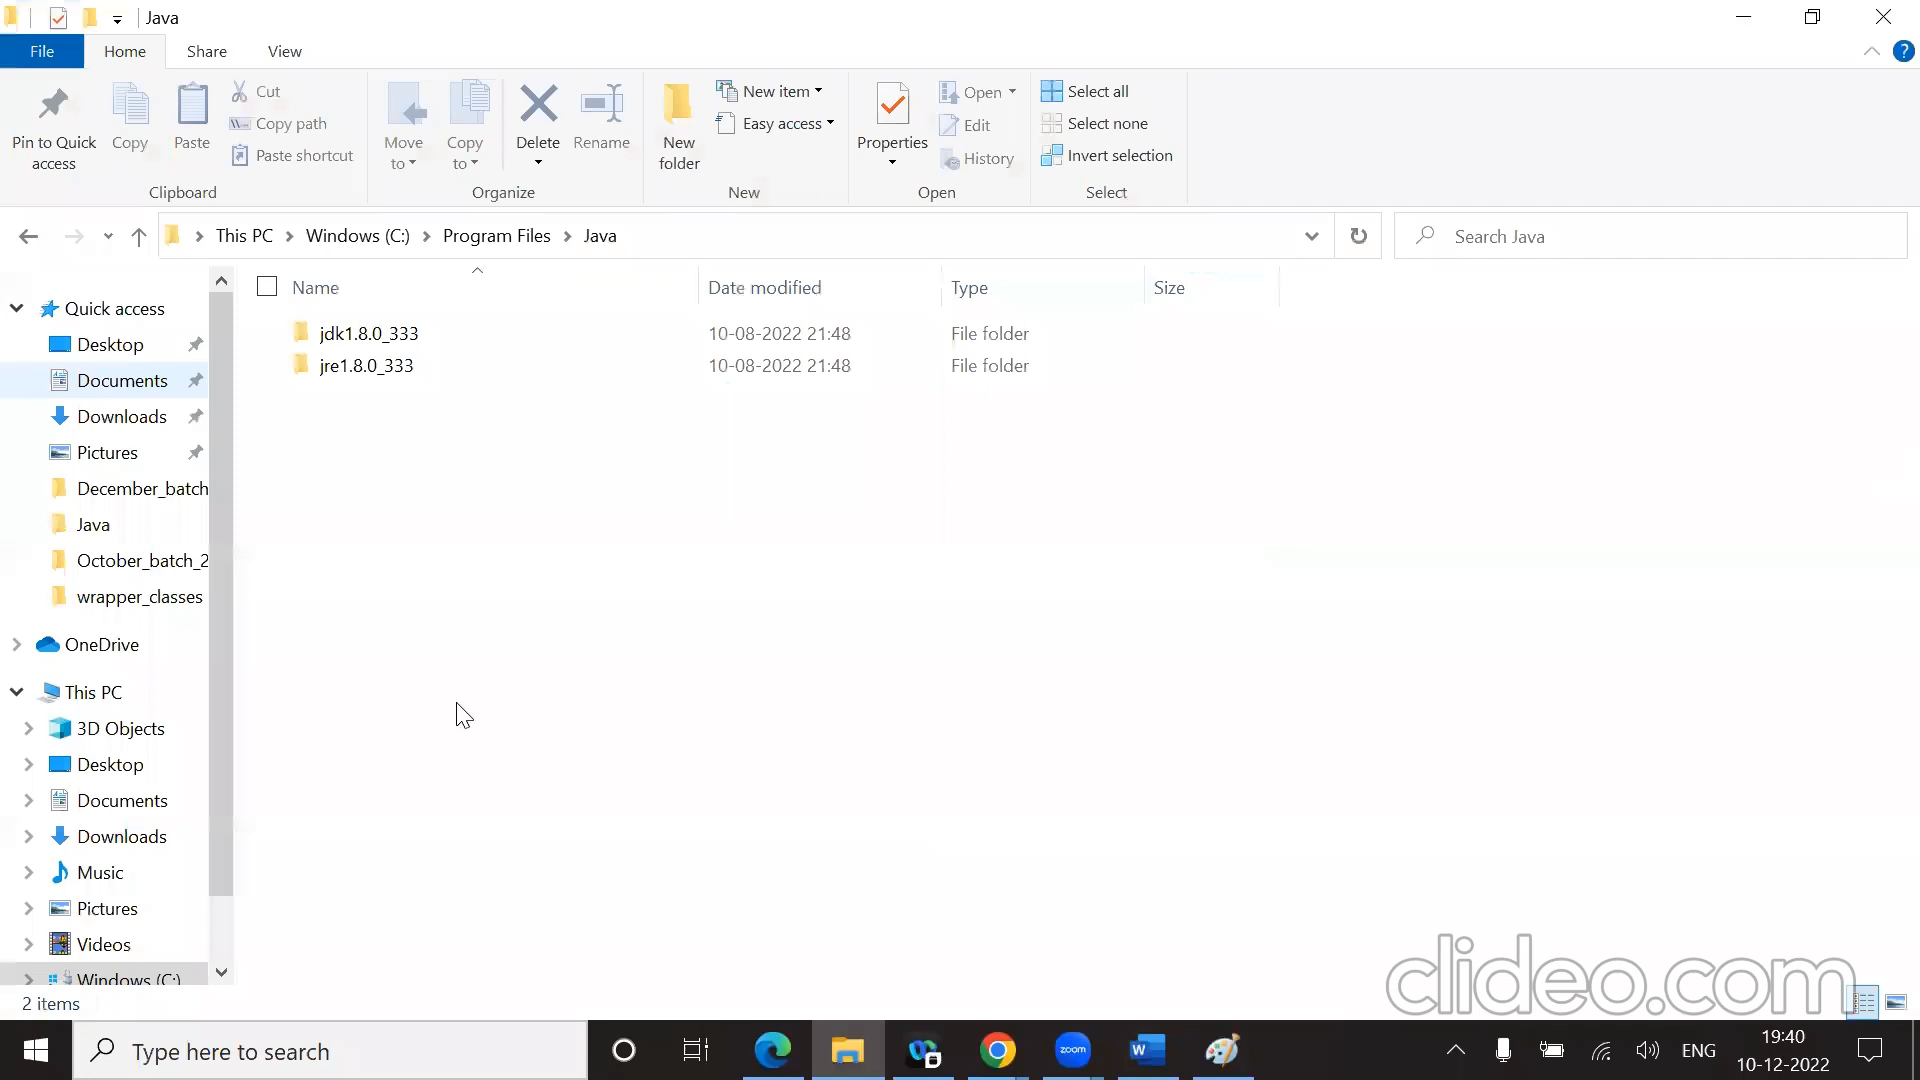 Java
File
Home
Share
View
?
Pin to Quick
access
Copy
Paste
Cut
Copy path
Paste shortcut
Clipboard
Move
to
Copy
to
Delete
Rename
Organize
New
folder
New item
Easy access
New
Properties
Open
Edit
History
Open
Select all
Select none
Invert selection
Select
This PC > Windows (C:) > Program Files > Java
Search Java
Name Date modified Type Size
jdk1.8.0_333 10-08-2022 21:48 File folder
jre1.8.0_333 10-08-2022 21:48 File folder
Quick access
Desktop
Documents
Downloads
Pictures
December_batch
Java
October_batch_2
wrapper_classes
OneDrive
This PC
3D Objects
Desktop
Documents
Downloads
Music
Pictures
Videos
Windows (C:)
2 items
clideo.com
Type here to search
zoom
W
ENG
19:40
10-12-2022